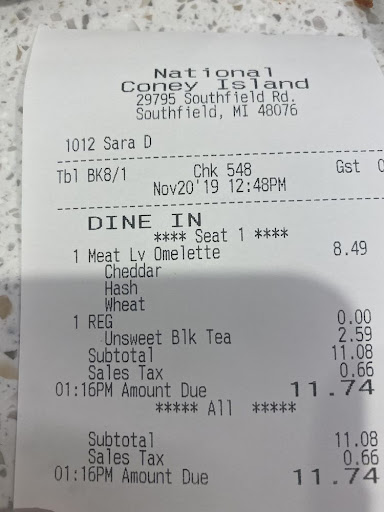 National
Coney Island
29795 Southfield Rd.
Southfield, MI 48076
1012 Sara D
Tbl BK8/1 Chk 548 Gst 0
Nov20'19 12:48PM
DINE IN
**** Seat 1 ****
1 Meat Lv Omelette 8.49
Cheddar
Hash
Wheat
1 REG 0.00
Unsweet Blk Tea 2.59
Subtotal 11.08
Sales Tax 0.66
01:16PM Amount Due 11.74
***** All *****
Subtotal 11.08
Sales Tax 0.66
01:16PM Amount Due 11.74